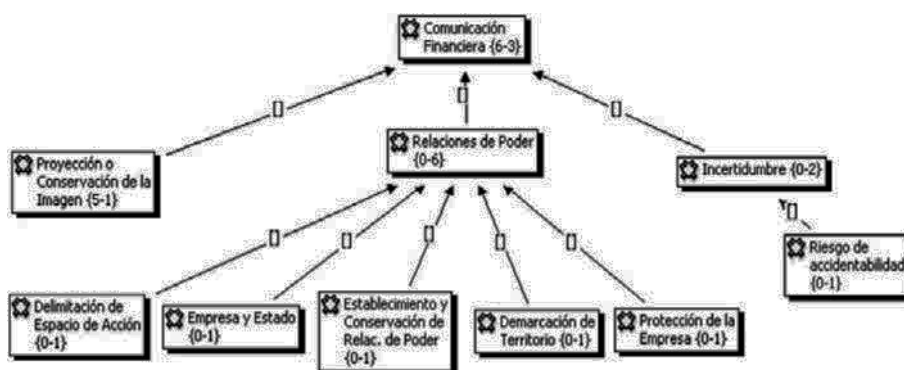 Comunicación
Financiera {6-3}
[]
[]
[]
Proyección o
Conservación de la
Imagen {5-1}
Relaciones de Poder
{0-6}
Incertidumbre {0-2}
[]
[]
[]
[]
[]
[]
Riesgo de
accidentabilidad
{0-1}
Delimitación de
Espacio de Acción
{0-1}
Empresa y Estado
{0-1}
Establecimiento y
Conservación de
Relac. de Poder
{0-1}
Demarcación de
Territorio {0-1}
Protección de la
Empresa {0-1}